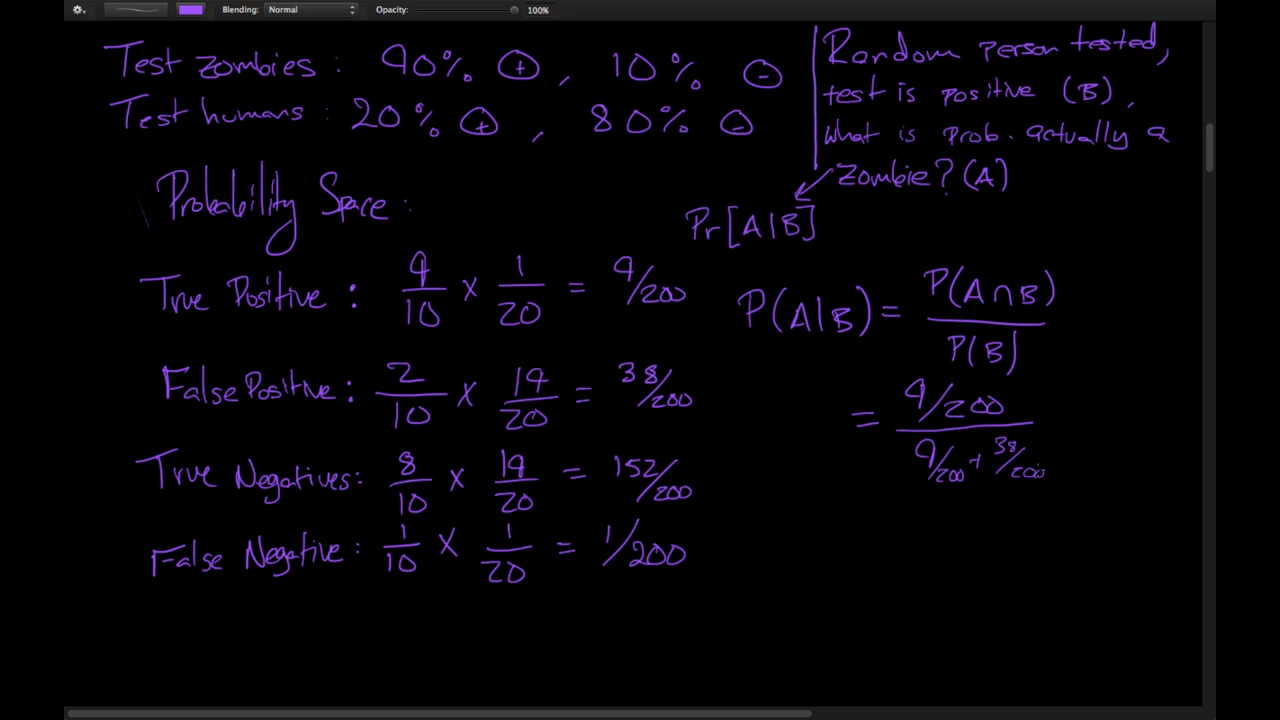 Blending: Normal Opacity: 100%
Test zombies : 90% ⊕ , 10% ⊖
Test humans : 20% ⊕ , 80% ⊖
Random person tested,
test is positive (B),
what is prob. actually a
zombie? (A)
Pr[A|B]
Probability Space :
True Positive : 9/10 × 1/20 = 9/200
False Positive : 2/10 × 19/20 = 38/200
True Negatives: 8/10 × 19/20 = 152/200
False Negative : 1/10 × 1/20 = 1/200
P(A|B) = P(A∩B) / P(B)
= 9/200 / 9/200 + 38/200